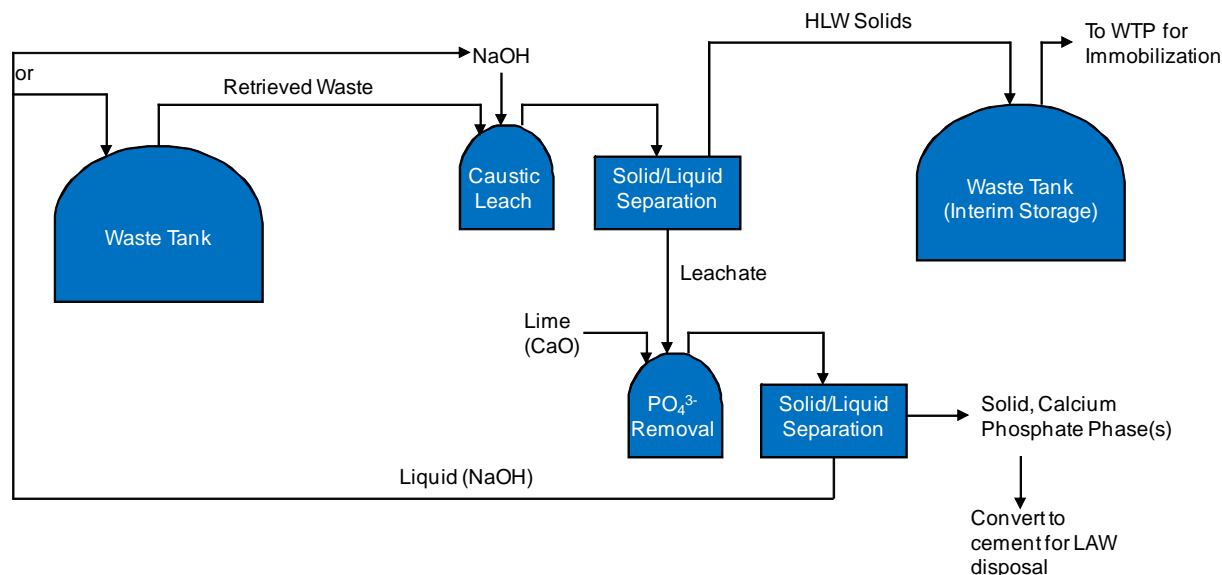 HLW Solids
To WTP for
Immobilization
NaOH
or
Retrieved Waste
Caustic
Leach
Solid/Liquid
Separation
Waste Tank
(Interim Storage)
Waste Tank
Leachate
Lime
(CaO)
PO₄³⁻
Removal
Solid/Liquid
Separation
Solid, Calcium
Phosphate Phase(s)
Liquid (NaOH)
Convert to
cement for LAW
disposal